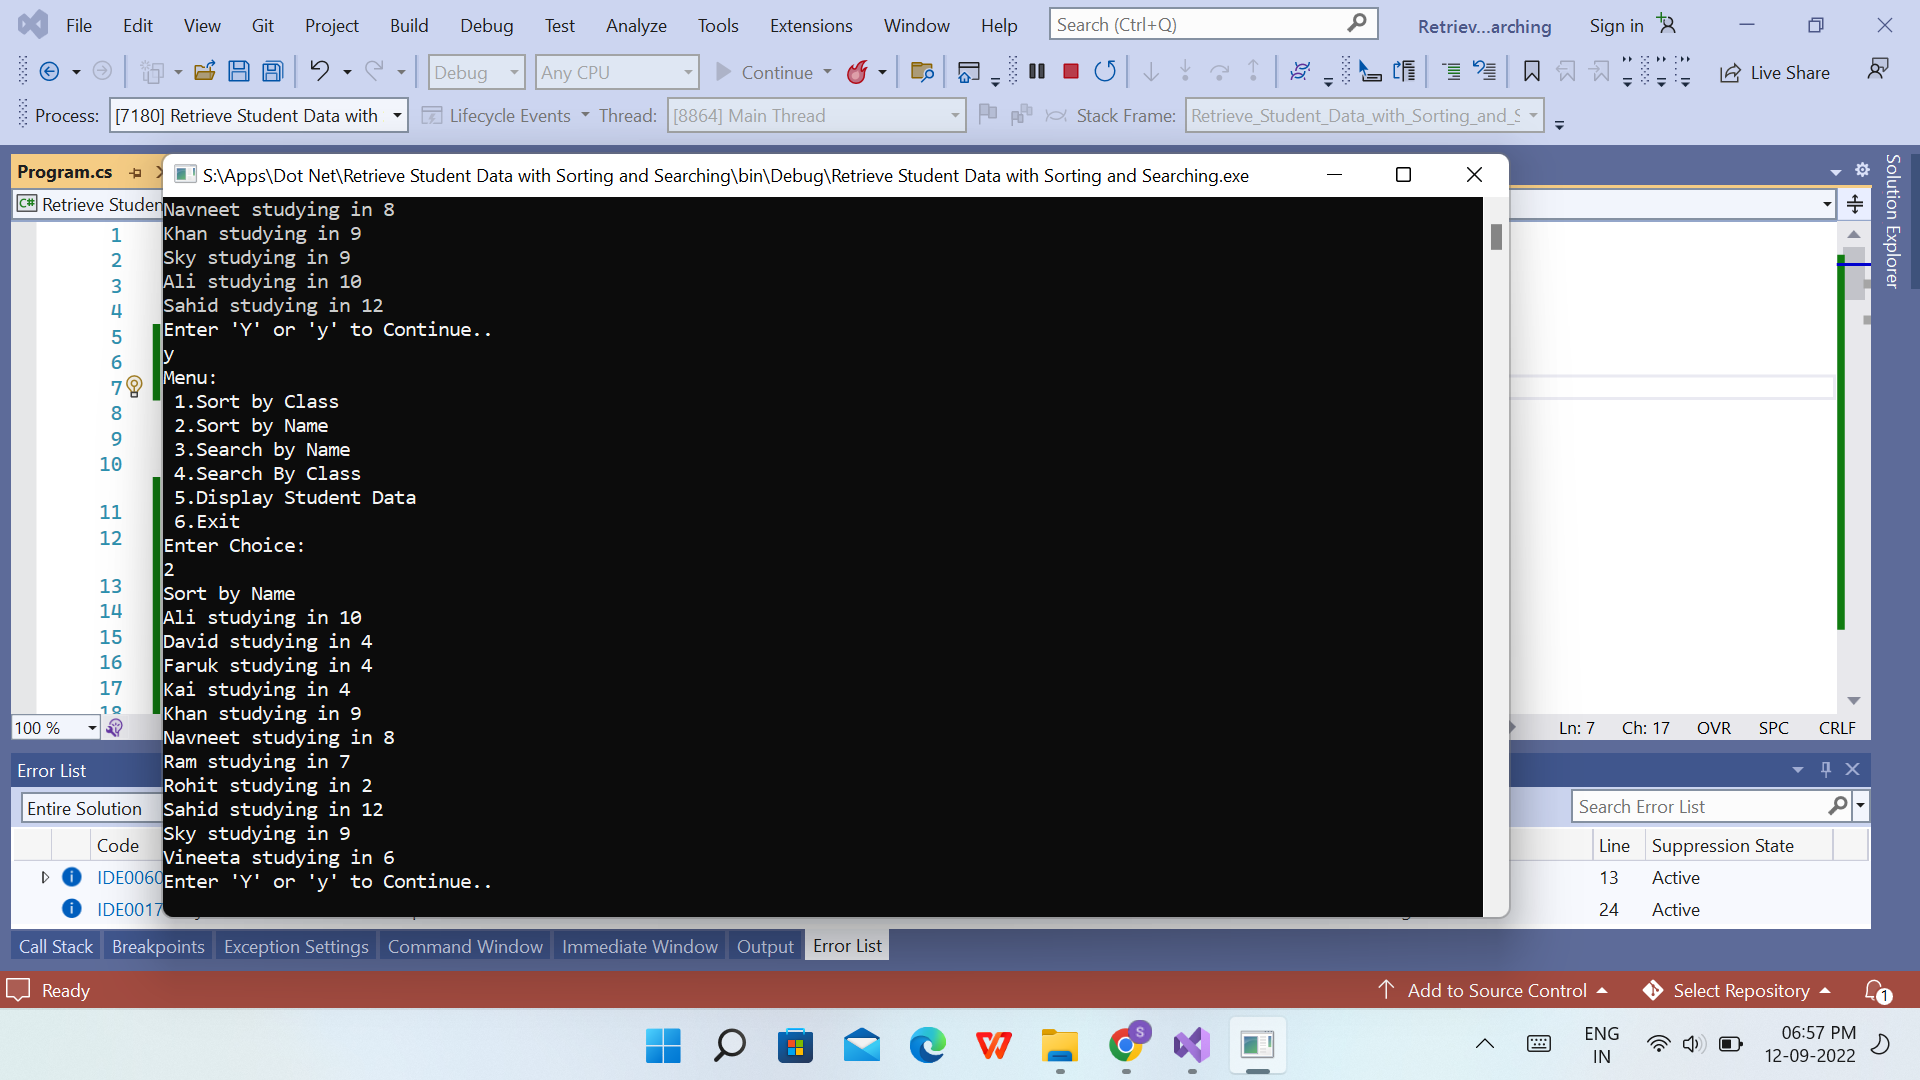 File Edit View Git Project Build Debug Test Analyze Tools Extensions Window Help Search (Ctrl+Q) Retriev...arching Sign in
Debug Any CPU Continue Live Share
Process: [7180] Retrieve Student Data with Lifecycle Events Thread: [8864] Main Thread Stack Frame: Retrieve_Student_Data_with_Sorting_and_S
Program.cs
S:\Apps\Dot Net\Retrieve Student Data with Sorting and Searching\bin\Debug\Retrieve Student Data with Sorting and Searching.exe
Solution Explorer
C# Retrieve Studen
1
2
3
4
5
6
7
8
9
10
11
12
13
14
15
16
17
18
Navneet studying in 8
Khan studying in 9
Sky studying in 9
Ali studying in 10
Sahid studying in 12
Enter 'Y' or 'y' to Continue..
y
Menu:
1.Sort by Class
2.Sort by Name
3.Search by Name
4.Search By Class
5.Display Student Data
6.Exit
Enter Choice:
2
Sort by Name
Ali studying in 10
David studying in 4
Faruk studying in 4
Kai studying in 4
Khan studying in 9
Navneet studying in 8
Ram studying in 7
Rohit studying in 2
Sahid studying in 12
Sky studying in 9
Vineeta studying in 6
Enter 'Y' or 'y' to Continue..
100 % Ln: 7 Ch: 17 OVR SPC CRLF
Error List
Entire Solution Search Error List
Code Line Suppression State
IDE0060 13 Active
IDE0017 24 Active
Call Stack Breakpoints Exception Settings Command Window Immediate Window Output Error List
Ready Add to Source Control Select Repository 1
S
ENG
IN
06:57 PM
12-09-2022